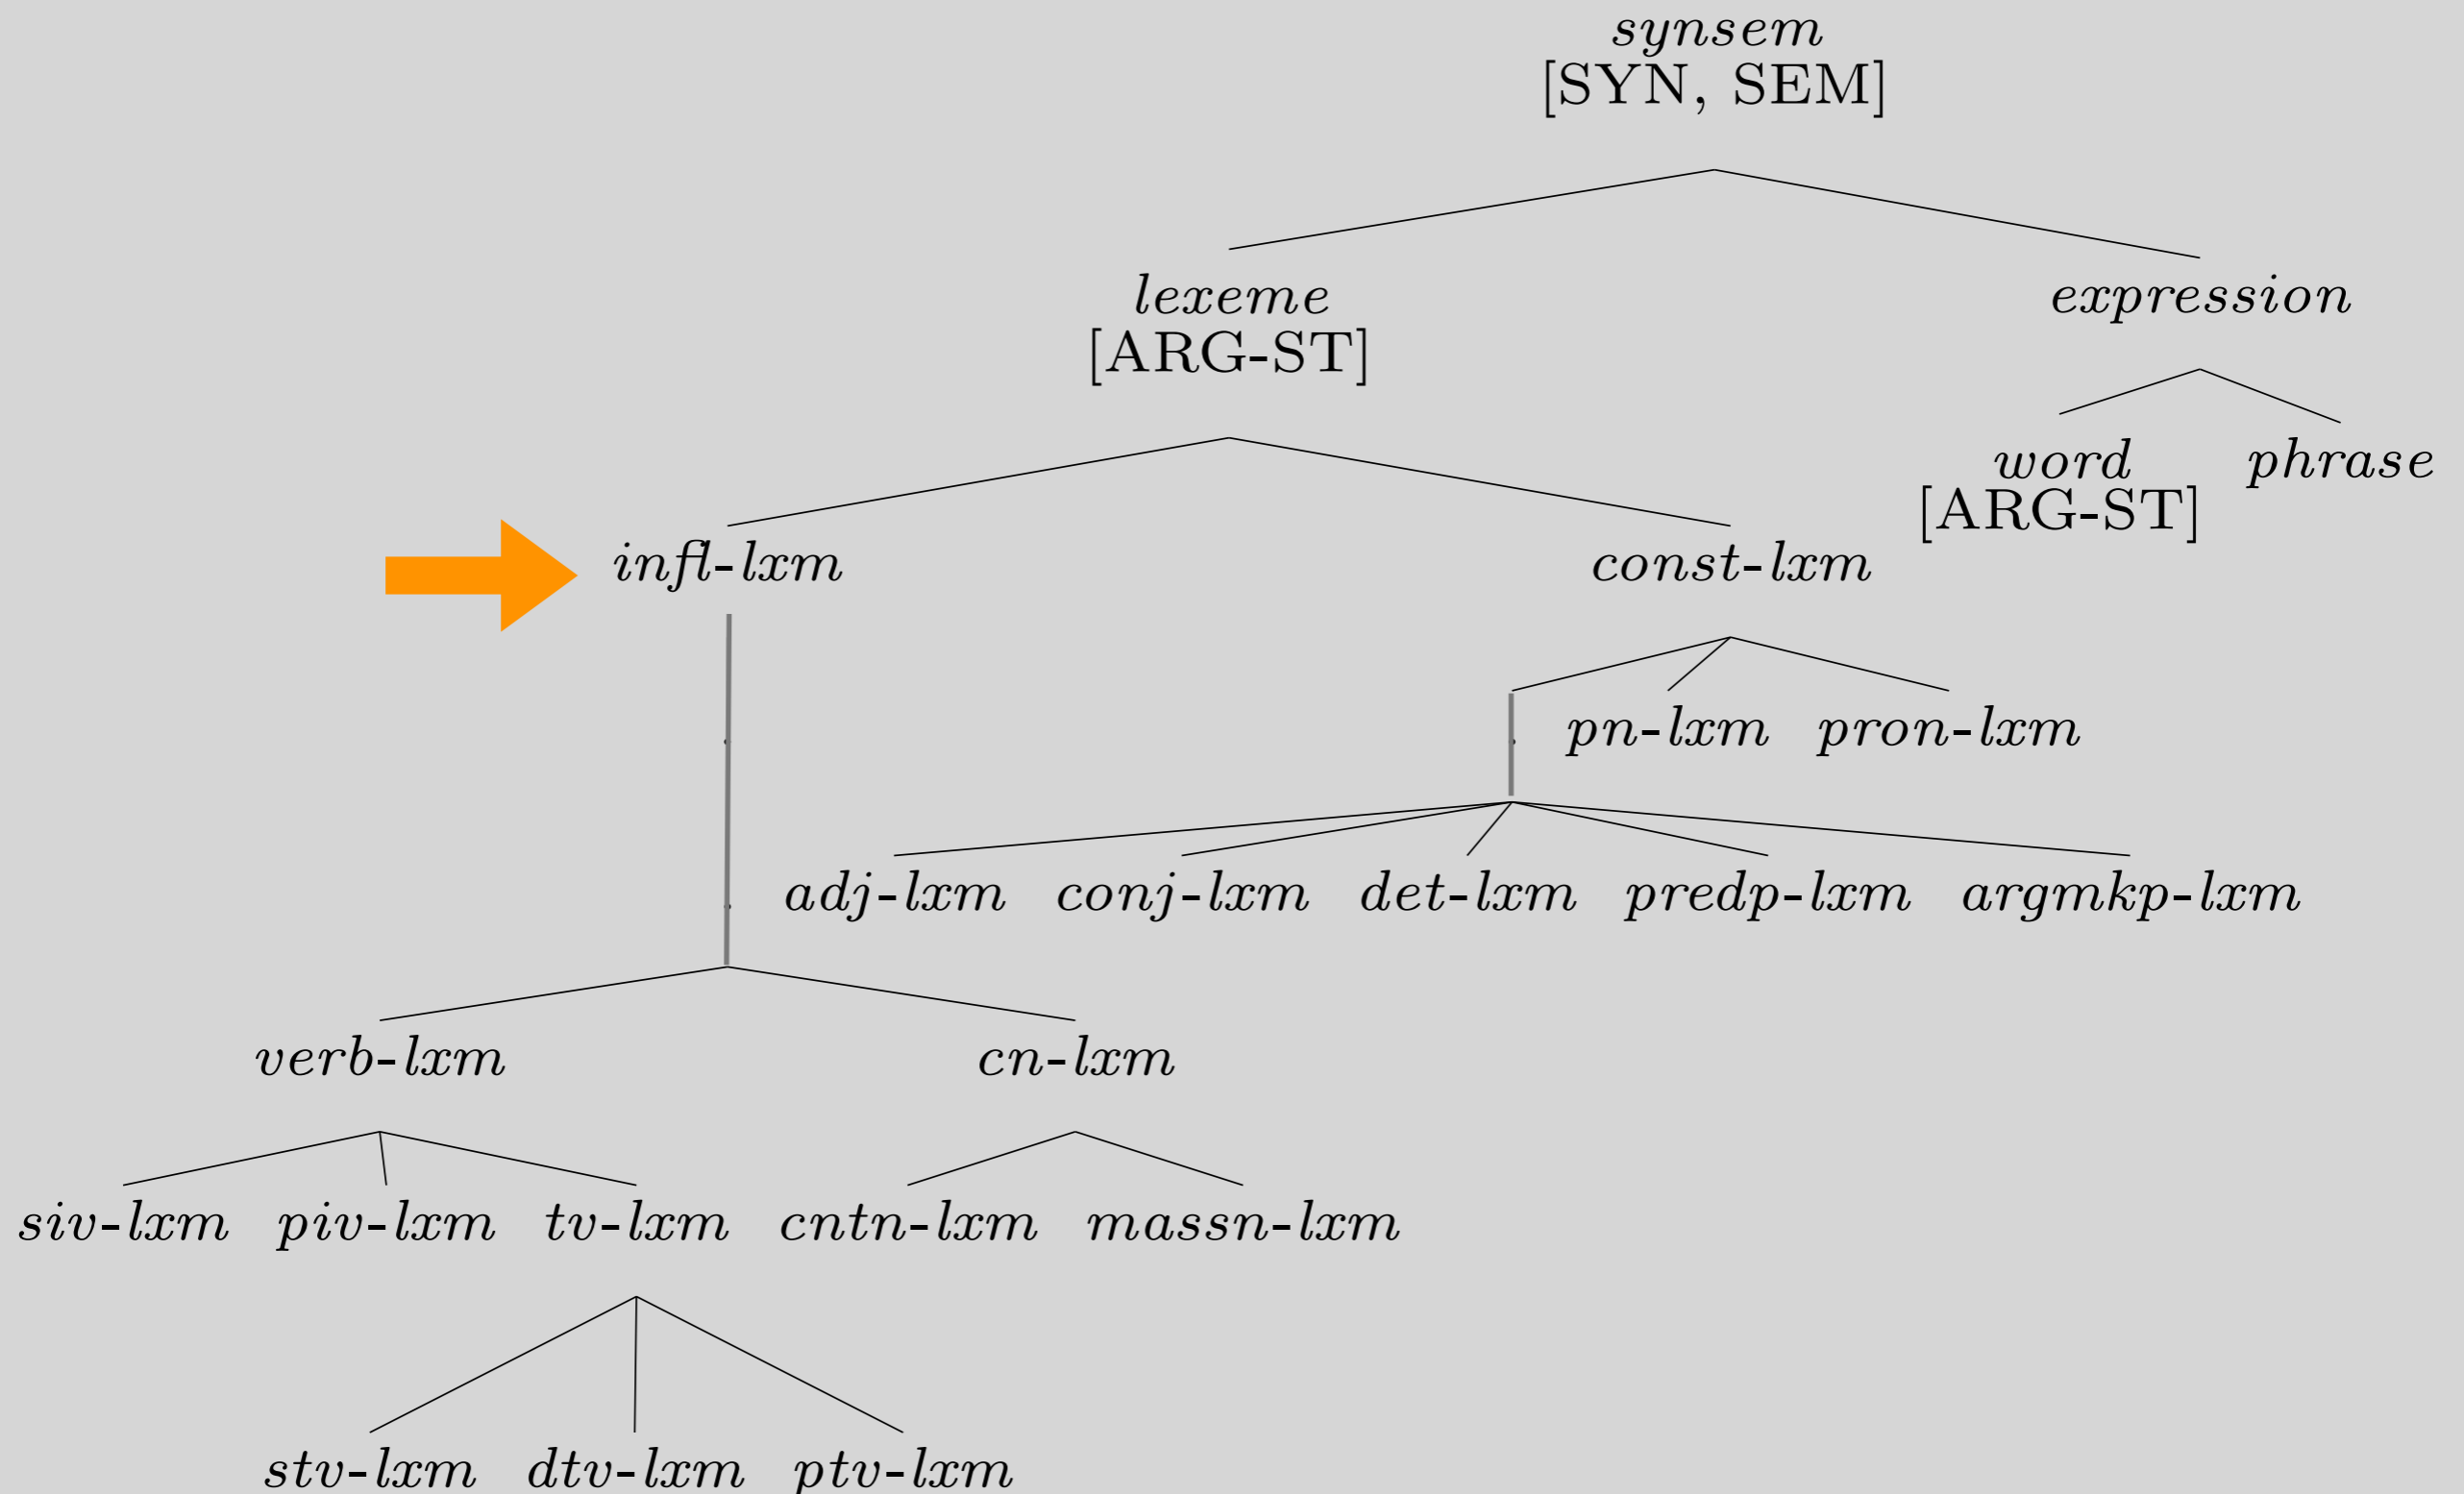 synsem
[SYN, SEM]
lexeme
[ARG-ST]
expression
word
[ARG-ST]
phrase
infl-lxm
const-lxm
pn-lxm pron-lxm
adj-lxm conj-lxm det-lxm predp-lxm argmkp-lxm
verb-lxm cn-lxm
siv-lxm piv-lxm tv-lxm cntn-lxm massn-lxm
stv-lxm dtv-lxm ptv-lxm